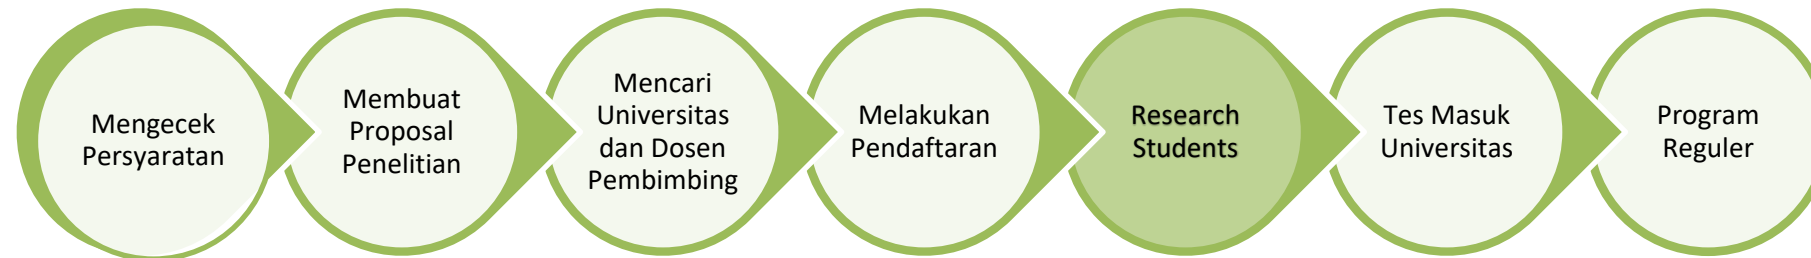 Mengecek
Persyaratan
Membuat
Proposal
Penelitian
Mencari
Universitas
dan Dosen
Pembimbing
Melakukan
Pendaftaran
Research
Students
Tes Masuk
Universitas
Program
Reguler